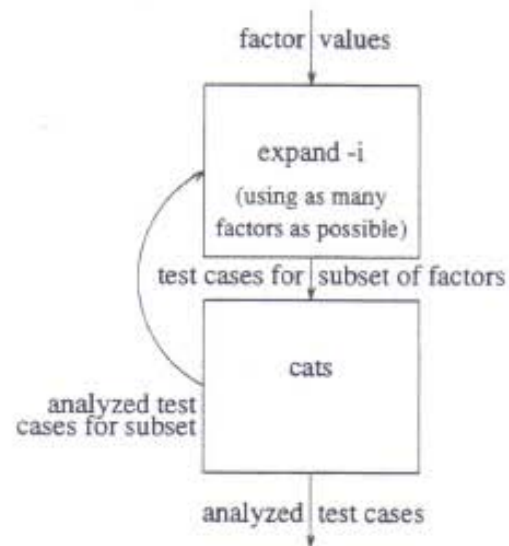 factor values
expand -i
(using as many
factors as possible)
test cases for subset of factors
cats
analyzed test
cases for subset
analyzed test cases